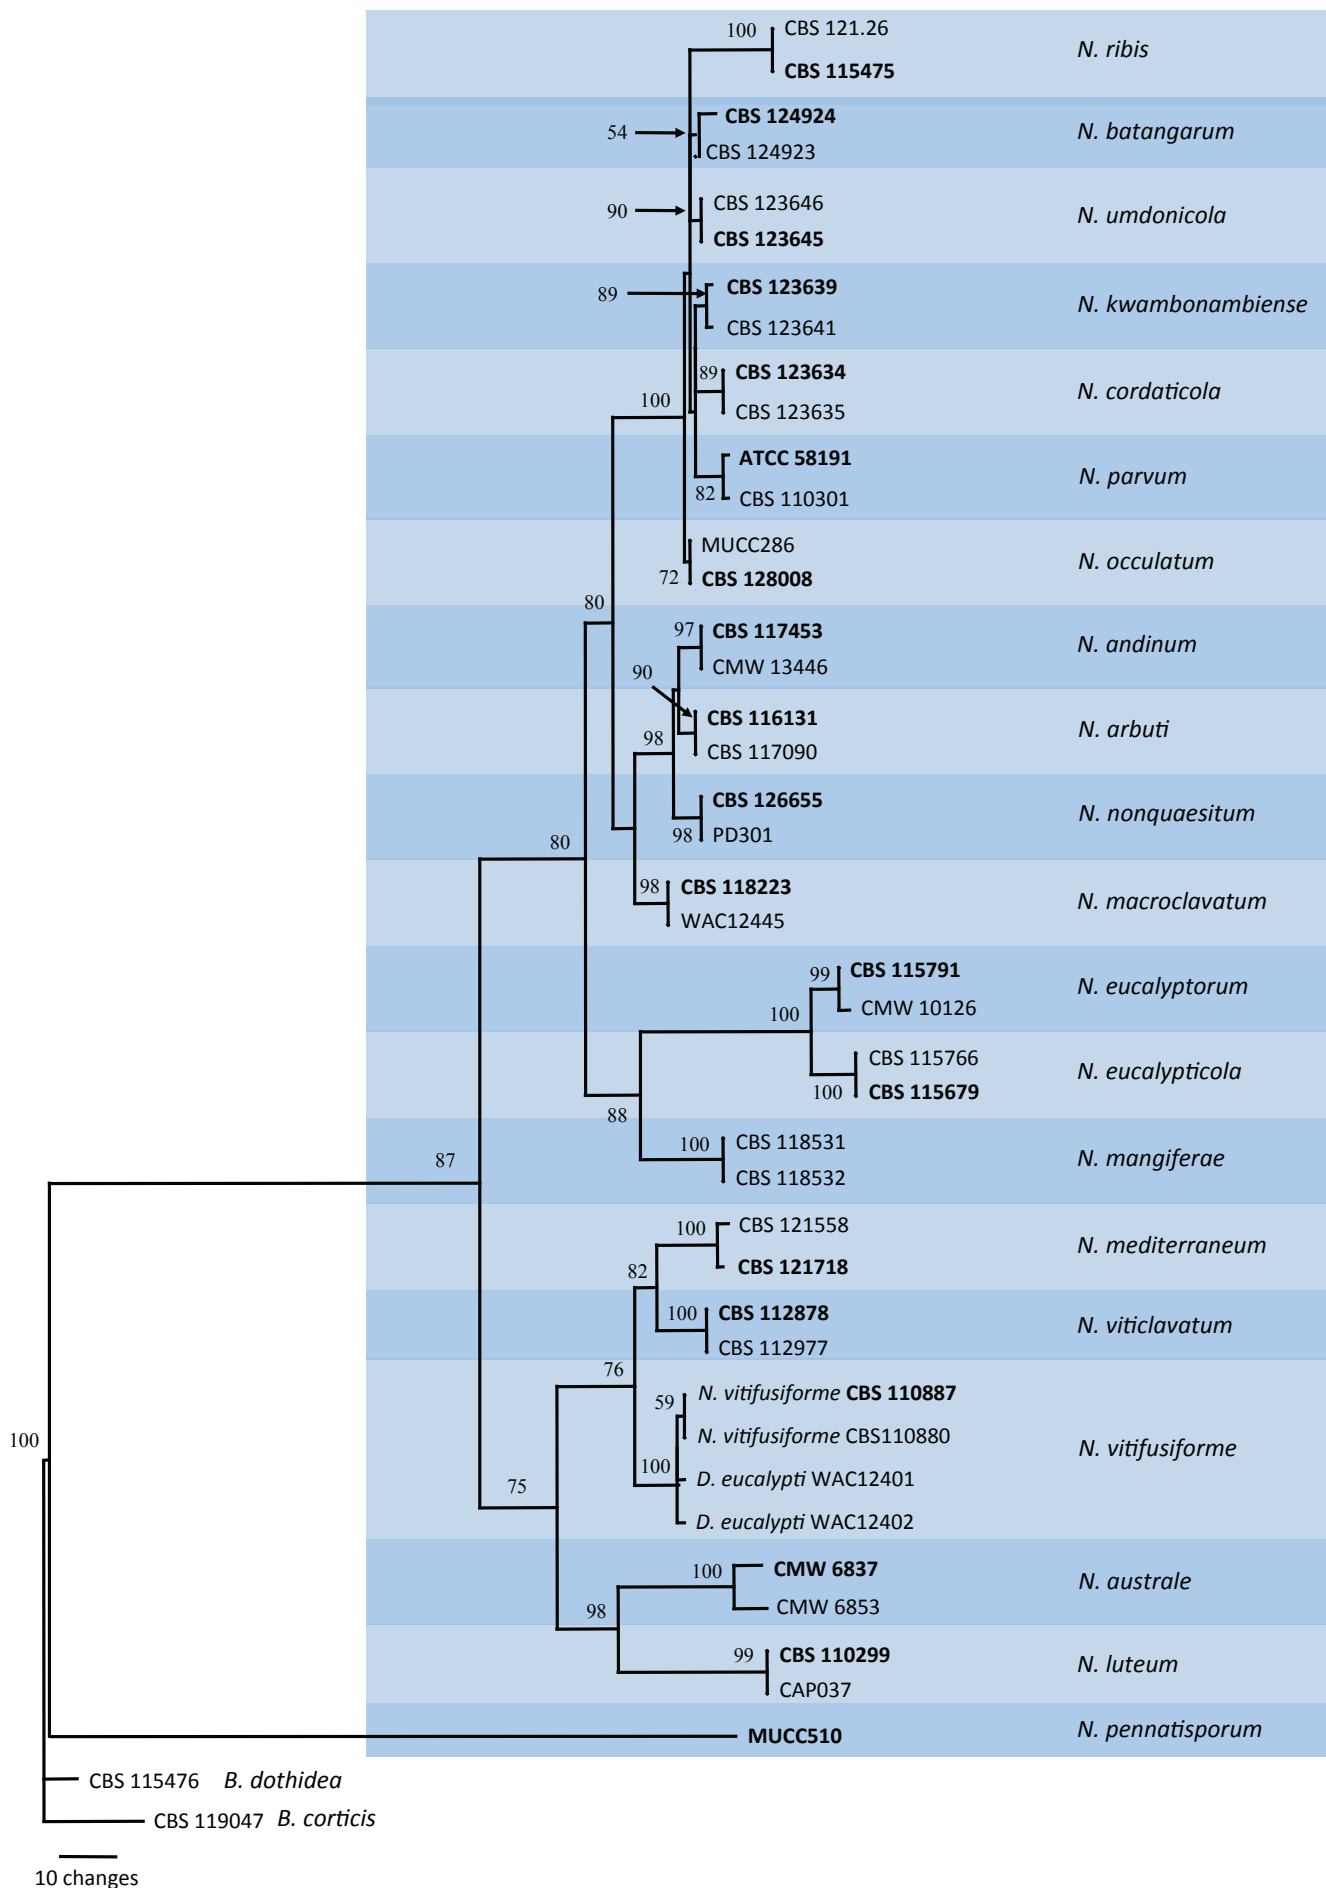 100 CBS 121.26
CBS 115475 N. ribis
CBS 124924
54 N. batangarum
CBS 124923
CBS 123646
90 N. umdonicola
CBS 123645
CBS 123639
89 N. kwambonambiense
CBS 123641
89 CBS 123634
N. cordaticola
100 CBS 123635
ATCC 58191
N. parvum
82 CBS 110301
MUCC286
N. occulatum
72 CBS 128008
80
97 CBS 117453
N. andinum
CMW 13446
90
CBS 116131
N. arbuti
98 CBS 117090
CBS 126655
N. nonquaesitum
98 PD301
80
98 CBS 118223
N. macroclavatum
WAC12445
99 CBS 115791
N. eucalyptorum
CMW 10126
100
CBS 115766
N. eucalypticola
100 CBS 115679
88
100 CBS 118531
N. mangiferae
87 CBS 118532
100 CBS 121558
N. mediterraneum
82 CBS 121718
100 CBS 112878
N. viticlavatum
CBS 112977
76
59 N. vitifusiforme CBS 110887
N. vitifusiforme CBS110880
100 N. vitifusiforme
100
D. eucalypti WAC12401
75
D. eucalypti WAC12402
100 CMW 6837
N. australe
98 CMW 6853
99 CBS 110299
N. luteum
CAP037
MUCC510 N. pennatisporum
CBS 115476 B. dothidea
CBS 119047 B. corticis
10 changes